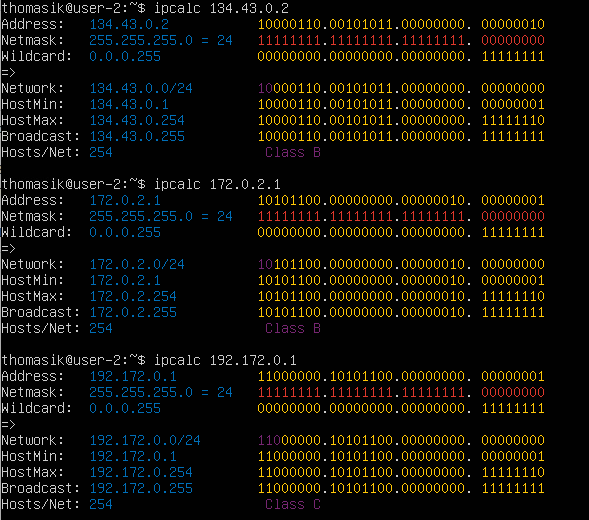 thomasik@user-2:~$ ipcalc 134.43.0.2
Address: 134.43.0.2 10000110.00101011.00000000. 00000010
Netmask: 255.255.255.0 = 24 11111111.11111111.11111111. 00000000
Wildcard: 0.0.0.255 00000000.00000000.00000000. 11111111
=>
Network: 134.43.0.0/24 10000110.00101011.00000000. 00000000
HostMin: 134.43.0.1 10000110.00101011.00000000. 00000001
HostMax: 134.43.0.254 10000110.00101011.00000000. 11111110
Broadcast: 134.43.0.255 10000110.00101011.00000000. 11111111
Hosts/Net: 254 Class B
thomasik@user-2:~$ ipcalc 172.0.2.1
Address: 172.0.2.1 10101100.00000000.00000010. 00000001
Netmask: 255.255.255.0 = 24 11111111.11111111.11111111. 00000000
Wildcard: 0.0.0.255 00000000.00000000.00000000. 11111111
=>
Network: 172.0.2.0/24 10101100.00000000.00000010. 00000000
HostMin: 172.0.2.1 10101100.00000000.00000010. 00000001
HostMax: 172.0.2.254 10101100.00000000.00000010. 11111110
Broadcast: 172.0.2.255 10101100.00000000.00000010. 11111111
Hosts/Net: 254 Class B
thomasik@user-2:~$ ipcalc 192.172.0.1
Address: 192.172.0.1 11000000.10101100.00000000. 00000001
Netmask: 255.255.255.0 = 24 11111111.11111111.11111111. 00000000
Wildcard: 0.0.0.255 00000000.00000000.00000000. 11111111
=>
Network: 192.172.0.0/24 11000000.10101100.00000000. 00000000
HostMin: 192.172.0.1 11000000.10101100.00000000. 00000001
HostMax: 192.172.0.254 11000000.10101100.00000000. 11111110
Broadcast: 192.172.0.255 11000000.10101100.00000000. 11111111
Hosts/Net: 254 Class C